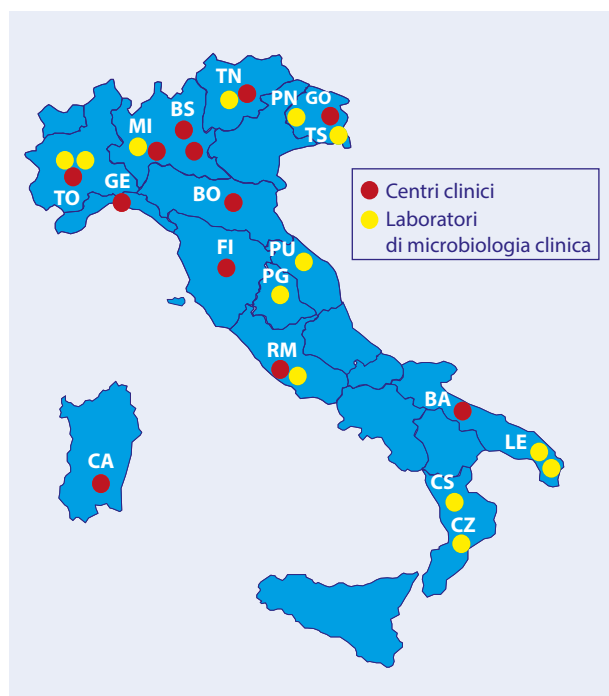 TN
PN GO
BS
MI
TS
TO
GE
BO
Centri clinici
Laboratori
di microbiologia clinica
FI
PU
PG
RM
BA
LE
CA
CS
CZ